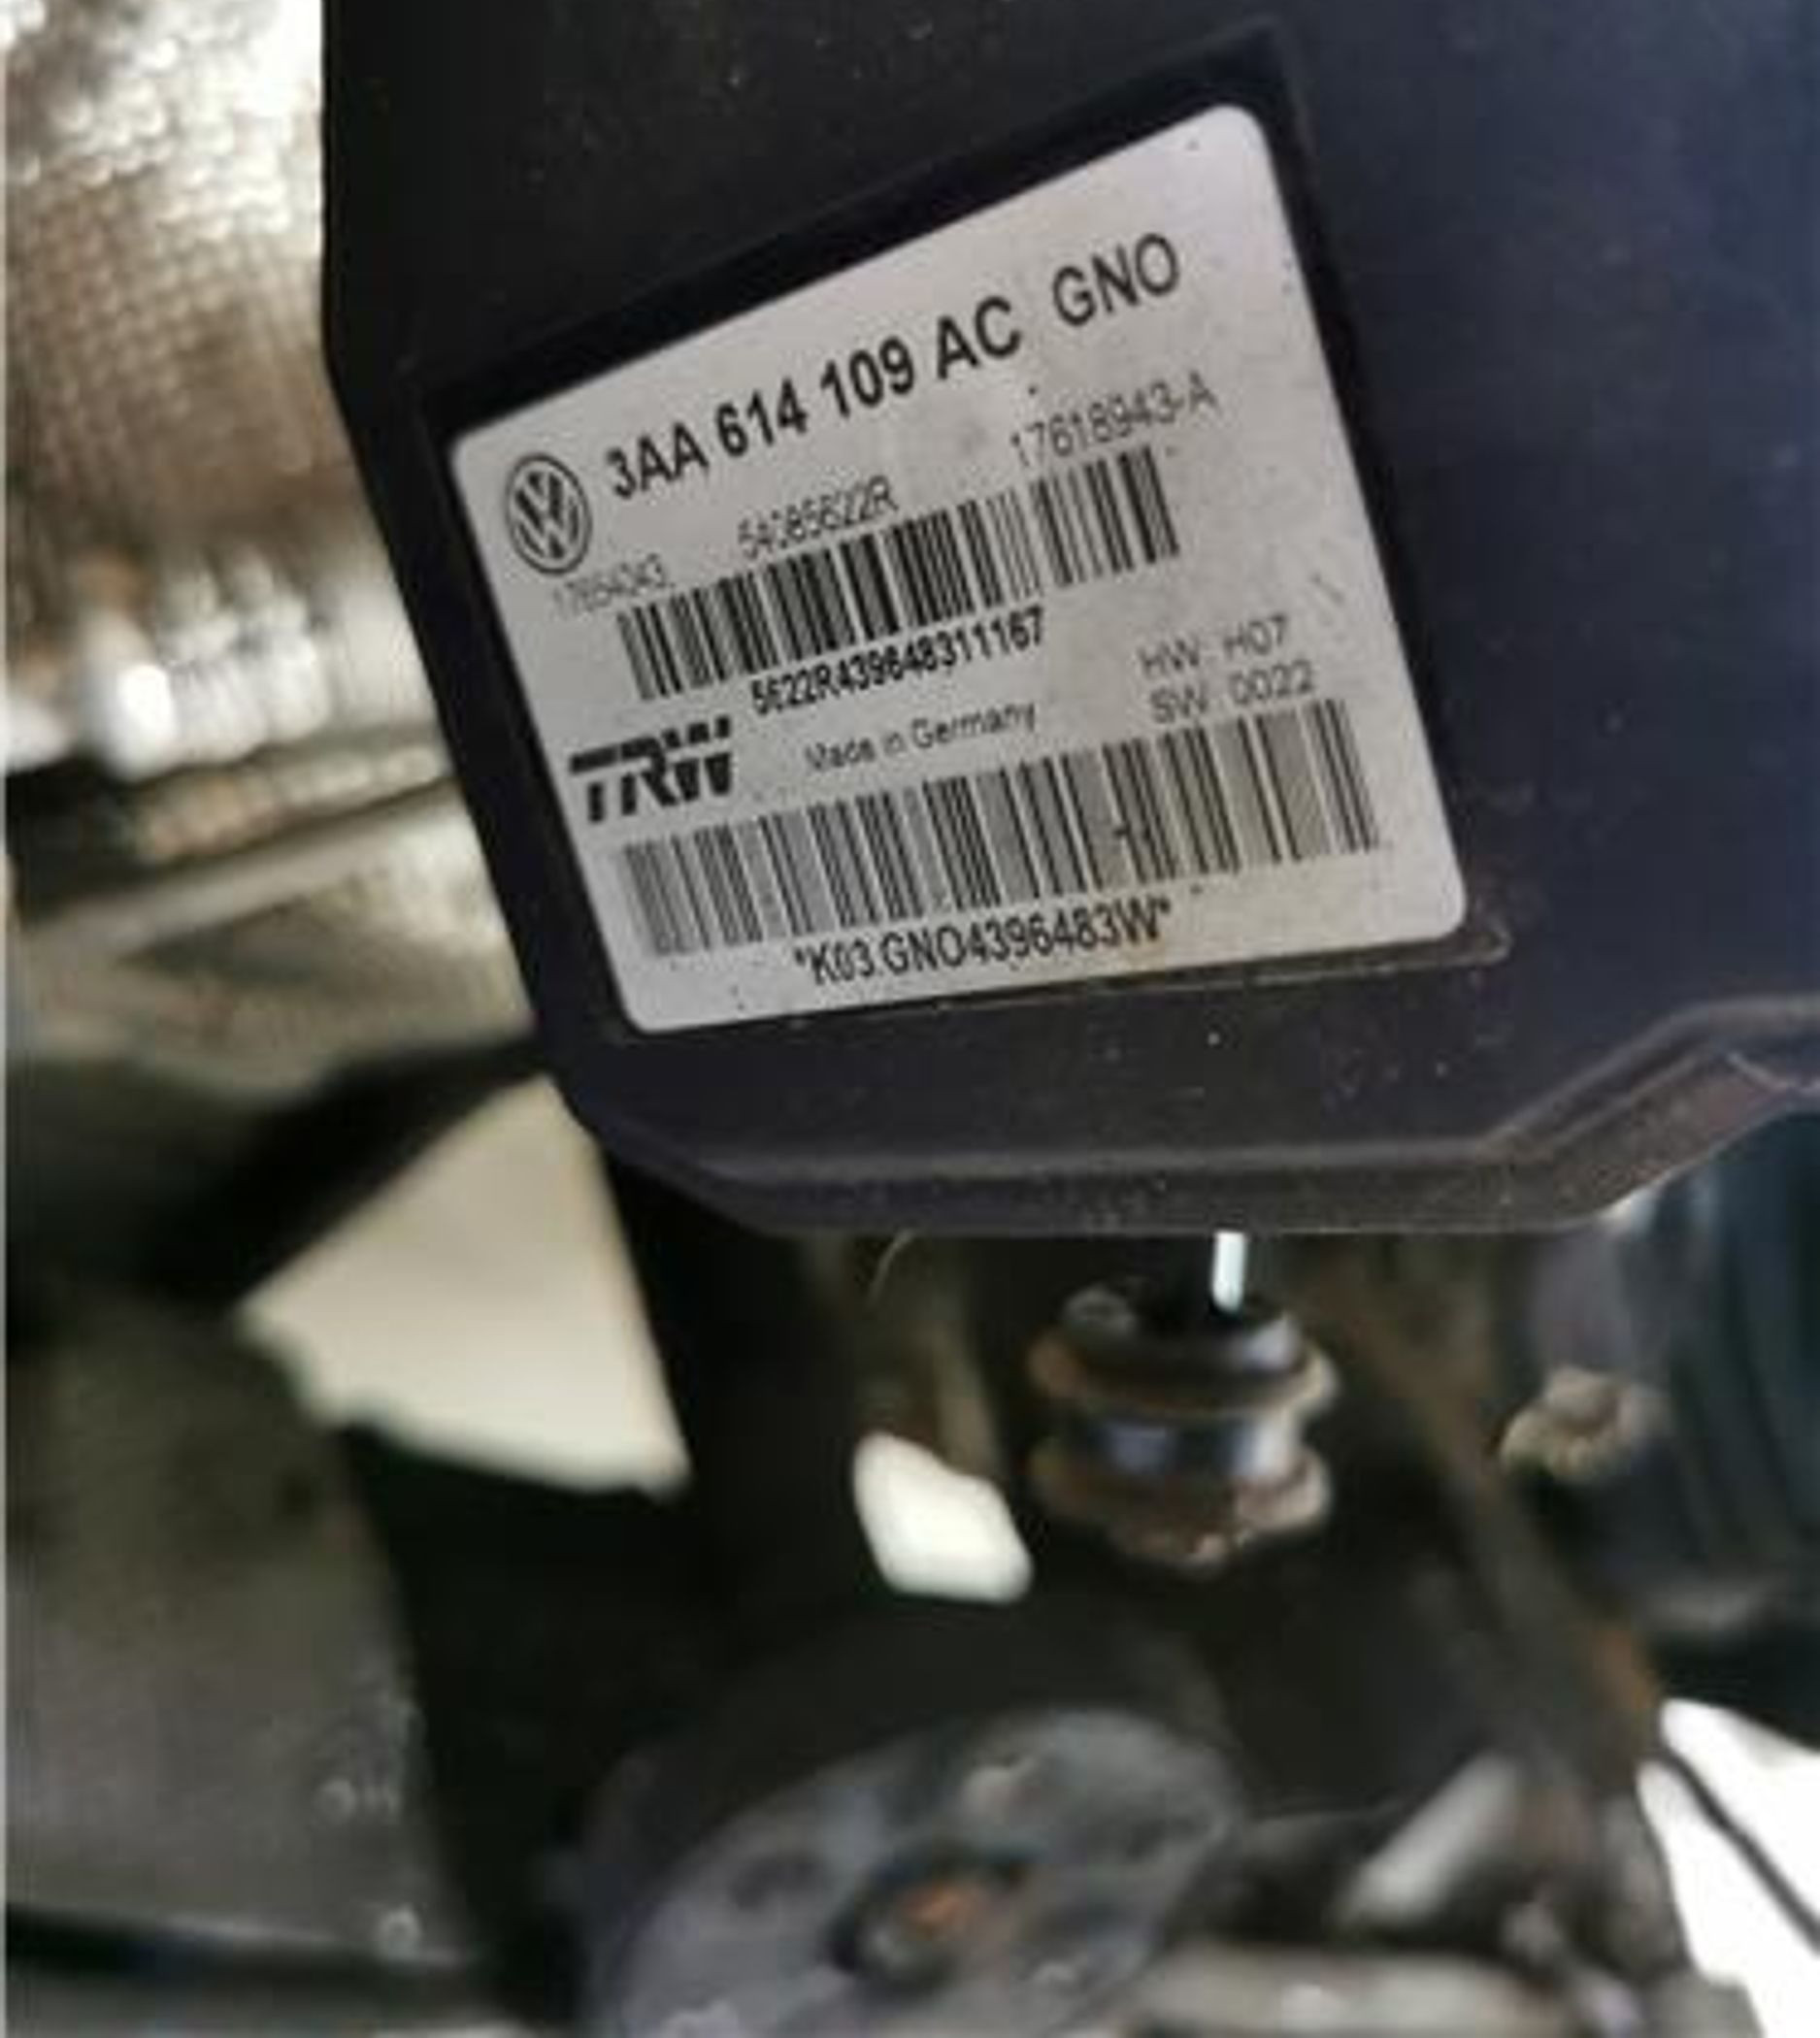 3AA 614 109 AC GNO
17618943-A
5622R439648311167
HW: H07
SW: 0022
TRW Made in Germany
*K03.GNO4396483W*